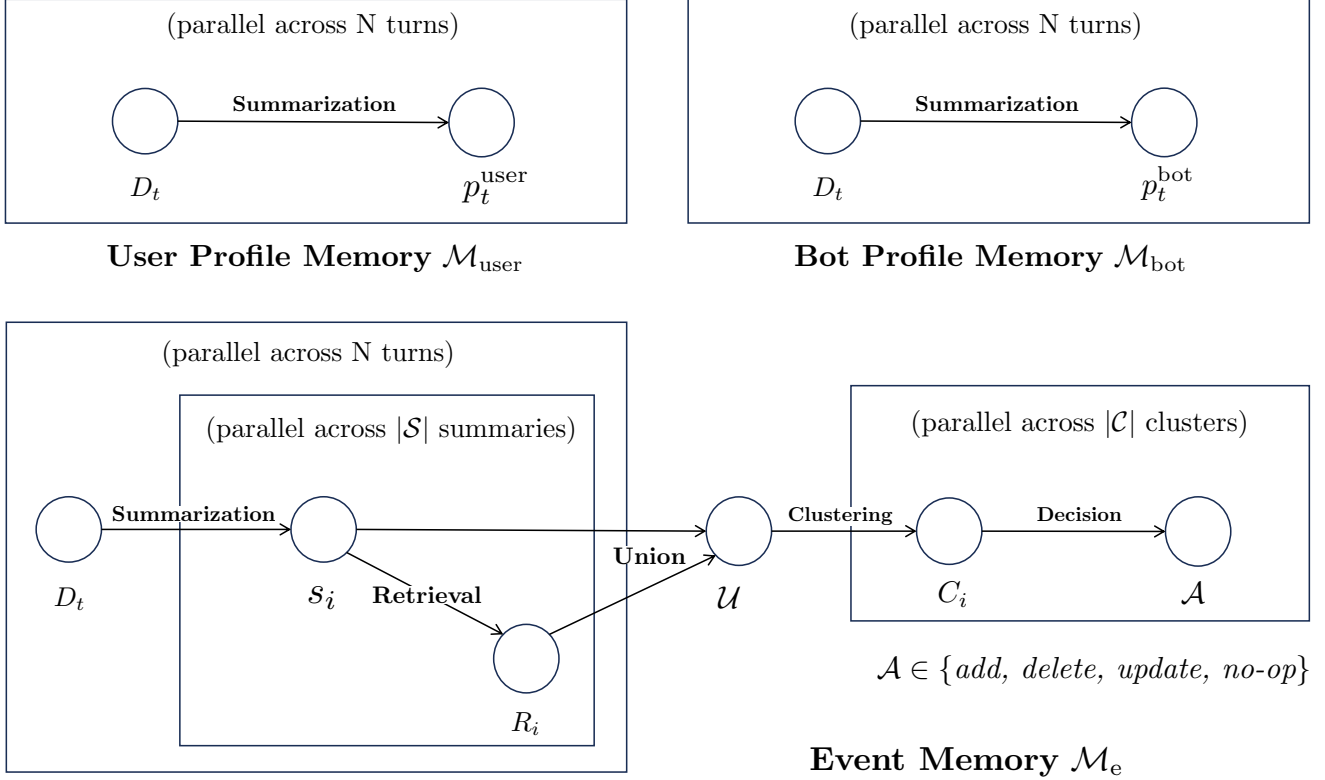 (parallel across N turns)
Summarization
D_t
p_t^user
User Profile Memory 𝓜_user
(parallel across N turns)
Summarization
D_t
p_t^bot
Bot Profile Memory 𝓜_bot
(parallel across N turns)
(parallel across |𝒮| summaries)
Summarization
D_t
s_i
Retrieval
R_i
Union
𝒰
Clustering
(parallel across |𝒞| clusters)
Decision
C_i
𝒜
𝒜 ∈ {add, delete, update, no-op}
Event Memory 𝓜_e